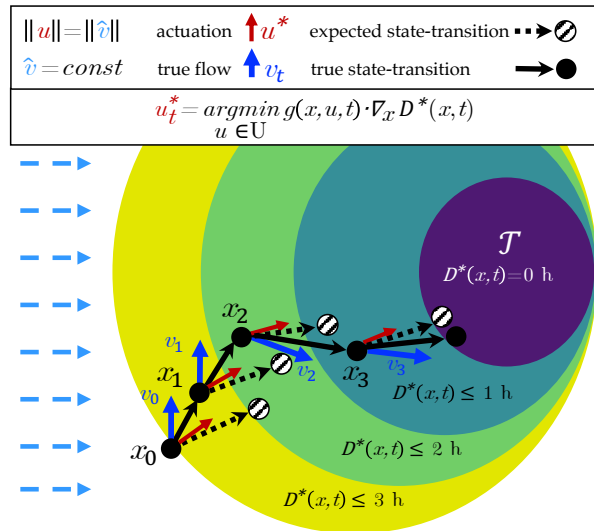 ||u||=||v̂|| actuation u* expected state-transition
v̂=const true flow v_t true state-transition
u*_t=argmin g(x,u,t)·∇_x D*(x,t)
u∈U
𝒯
D*(x,t)=0 h
x_2
v_1
x_1
v_2
x_3
v_3
v_0
D*(x,t)≤ 1 h
x_0
D*(x,t)≤ 2 h
D*(x,t)≤ 3 h